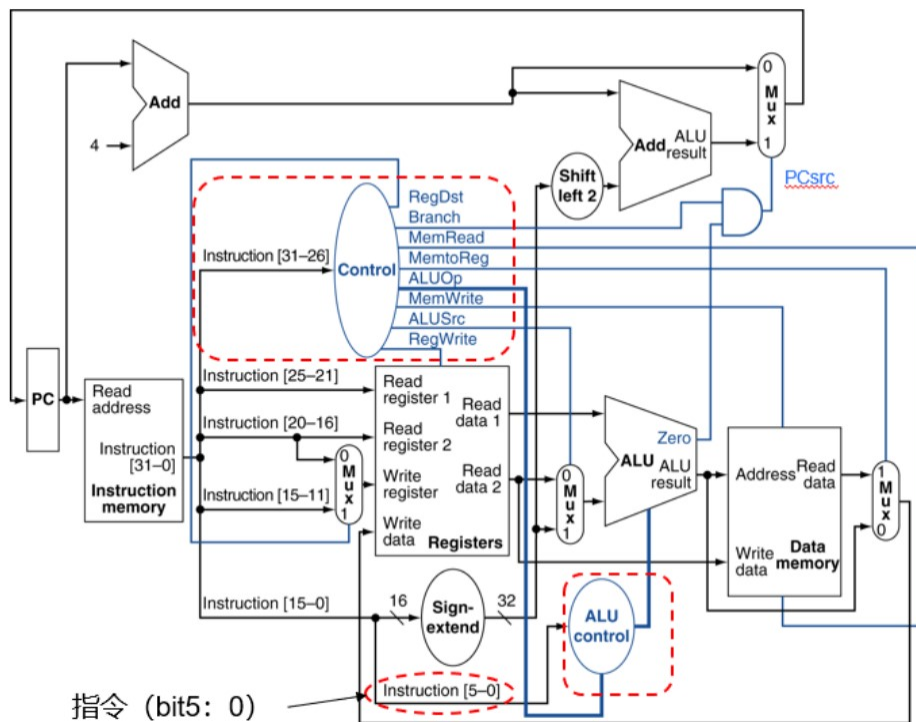 Add
4
Add
ALU
result
0
M
u
x
1
Shift
left 2
PCsrc
RegDst
Branch
MemRead
MemtoReg
ALUOp
MemWrite
ALUSrc
RegWrite
Control
Instruction [31–26]
Instruction [25–21]
Instruction [20–16]
Instruction [15–11]
Instruction [15–0]
PC
Read
address
Instruction
[31–0]
Instruction
memory
0
M
u
x
1
Read
register 1
Read
register 2
Write
register
Write
data
Read
data 1
Read
data 2
Registers
0
M
u
x
1
Zero
ALU
ALU
result
Address
Read
data
Write
data
Data
memory
1
M
u
x
0
16
Sign-
extend
32
ALU
control
Instruction [5–0]
指令（bit5：0）